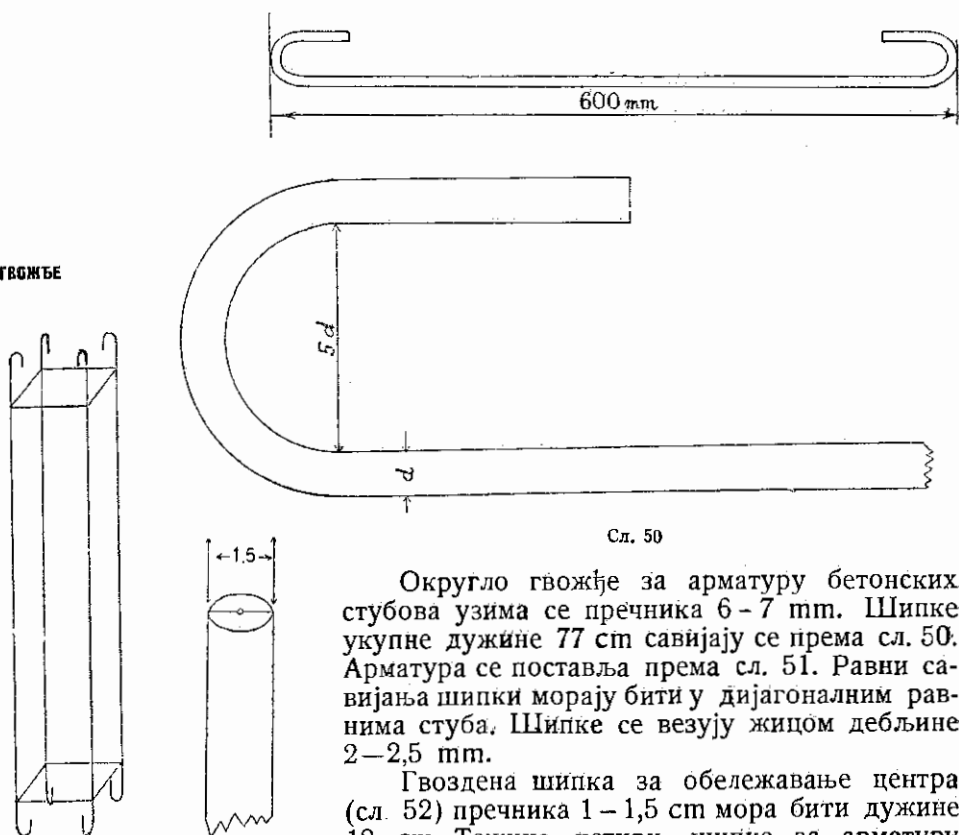 600 mm
ГВОЖЂЕ
5d
d
Сл. 50
←1,5→
Округло гвожђе за арматуру бетонских
стубова узима се пречника 6 – 7 mm. Шипке
укупне дужине 77 cm савијају се према сл. 50.
Арматура се поставља према сл. 51. Равни са-
вијања шипки морају бити у дијагоналним рав-
нима стуба. Шипке се везују жицом дебљине
2—2,5 mm.
Гвоздена шипка за обележавање центра
(сл. 52) пречника 1 – 1,5 cm мора бити дужине
шипке за арматуру